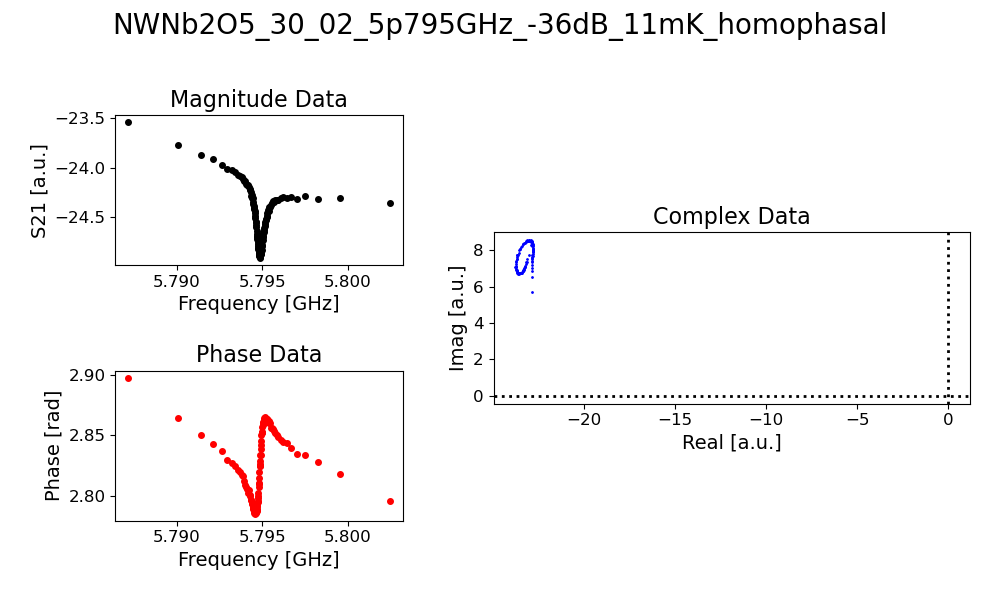 NWNb2O5_30_02_5p795GHz_-36dB_11mK_homophasal
Magnitude Data
−23.5
−24.0
−24.5
S21 [a.u.]
5.790 5.795 5.800
Frequency [GHz]
Phase Data
2.90
2.85
2.80
Phase [rad]
5.790 5.795 5.800
Frequency [GHz]
Complex Data
8
6
4
2
0
Imag [a.u.]
−20 −15 −10 −5 0
Real [a.u.]